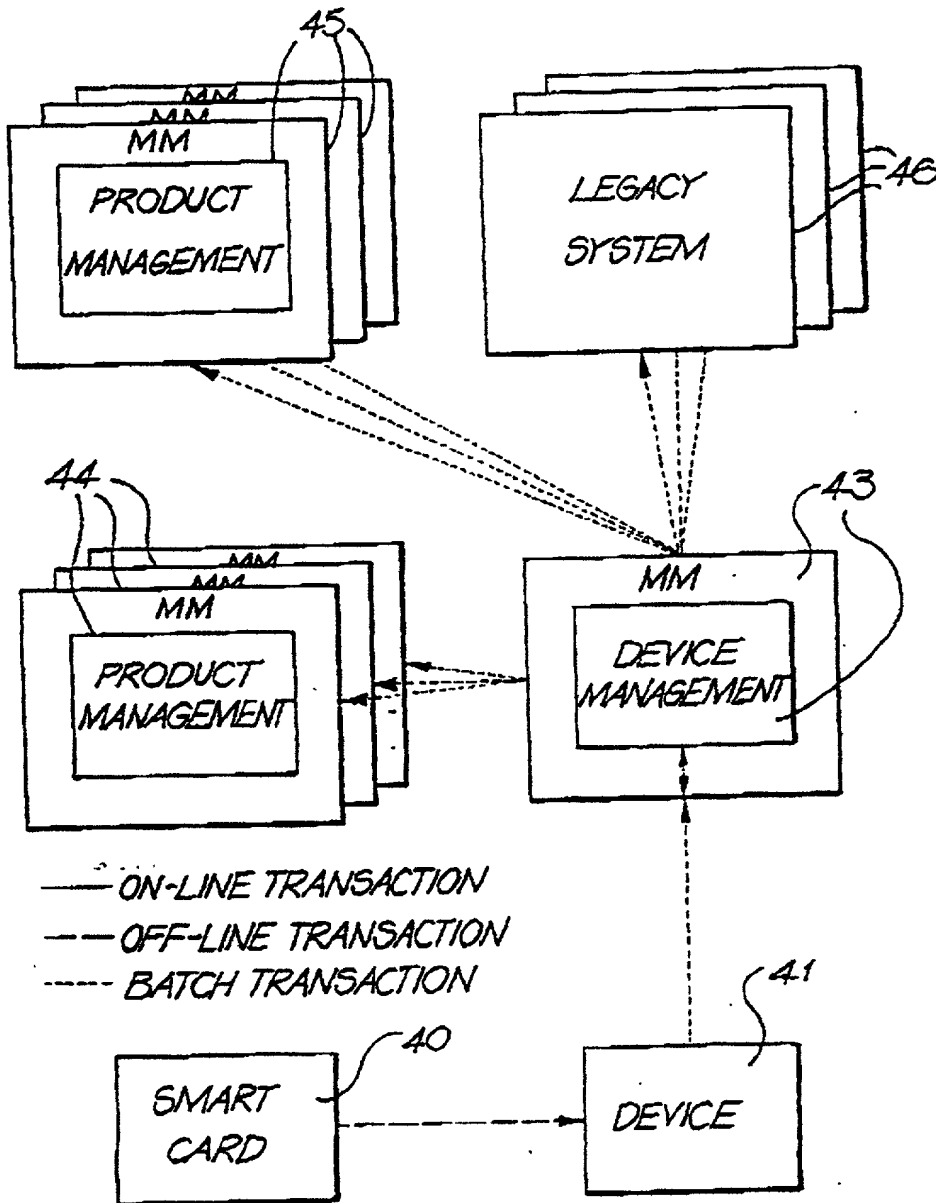 45
MM
MM
MM
PRODUCT
MANAGEMENT
LEGACY
SYSTEM
46
44
MM
MM
MM
PRODUCT
MANAGEMENT
43
MM
DEVICE
MANAGEMENT
ON-LINE TRANSACTION
OFF-LINE TRANSACTION
BATCH TRANSACTION
40
SMART
CARD
41
DEVICE